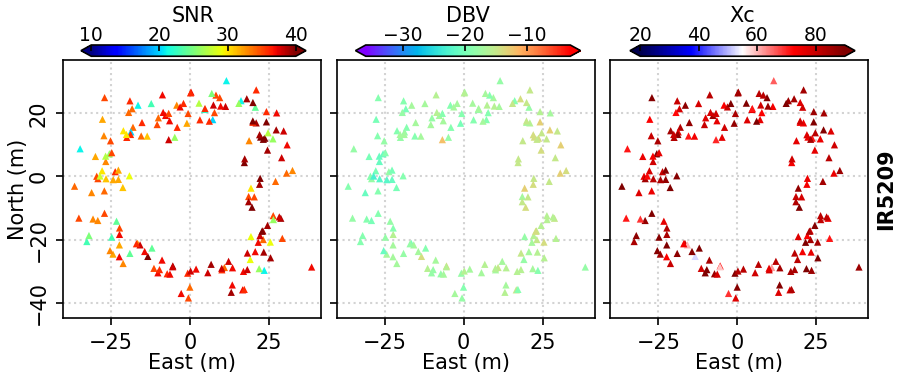 SNR DBV Xc
10 20 30 40 −30 −20 −10 20 40 60 80
20
0
−20
−40
North (m)
IR5209
−25 0 25 −25 0 25 −25 0 25
East (m) East (m) East (m)